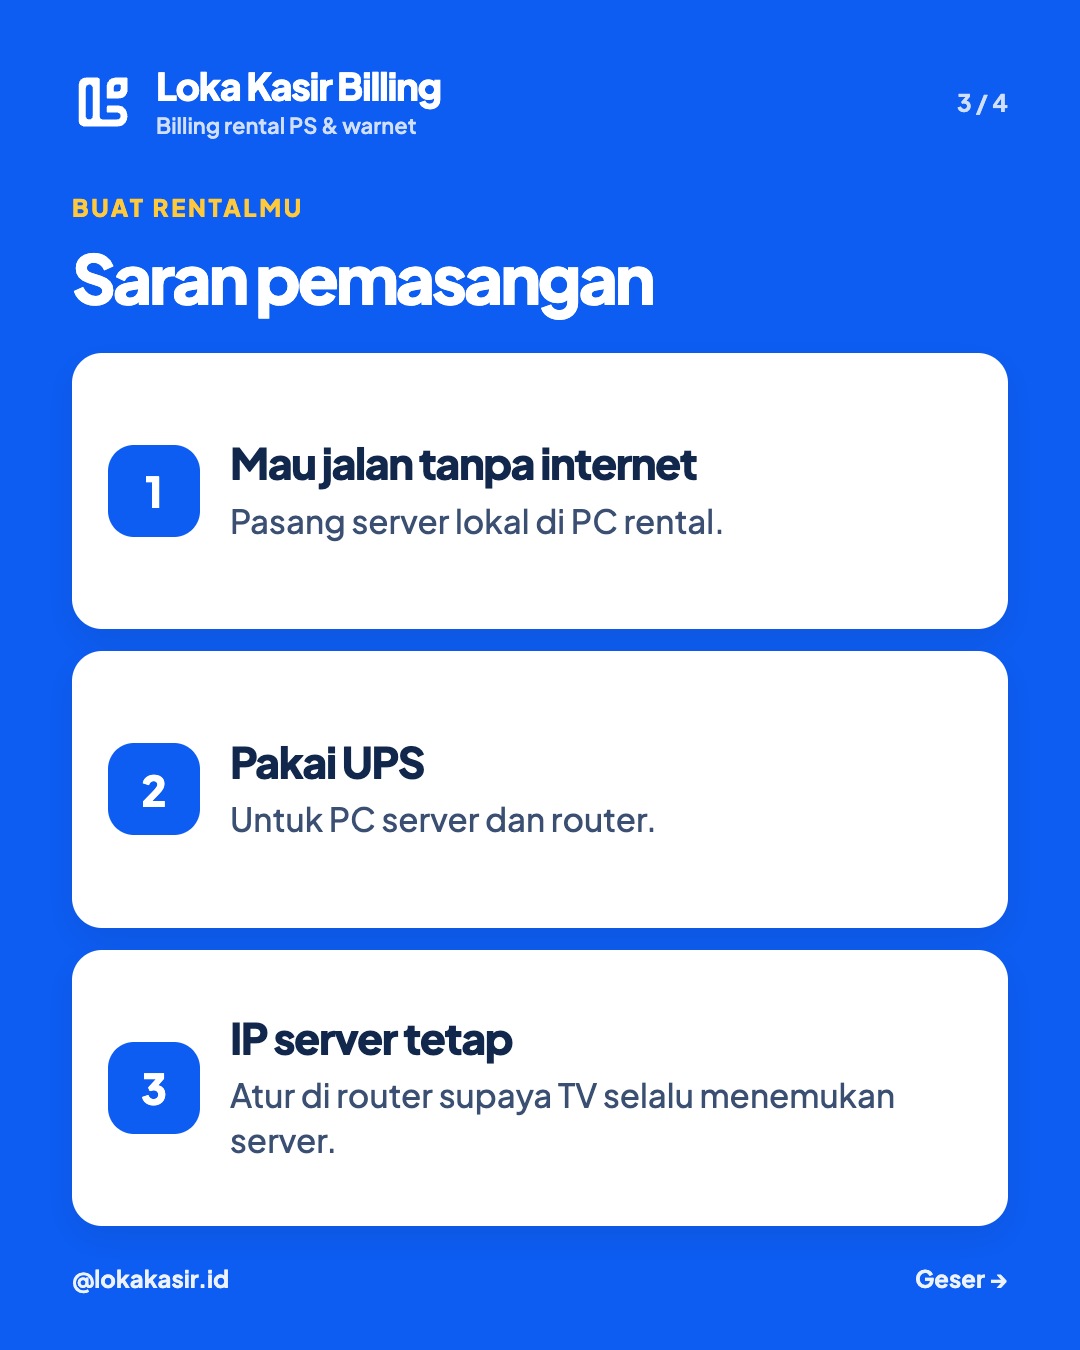 Loka Kasir Billing
Billing rental PS & warnet
3 / 4
BUAT RENTALMU
Saran pemasangan
1
Mau jalan tanpa internet
Pasang server lokal di PC rental.
2
Pakai UPS
Untuk PC server dan router.
3
IP server tetap
Atur di router supaya TV selalu menemukan
server.
@lokakasir.id
Geser →